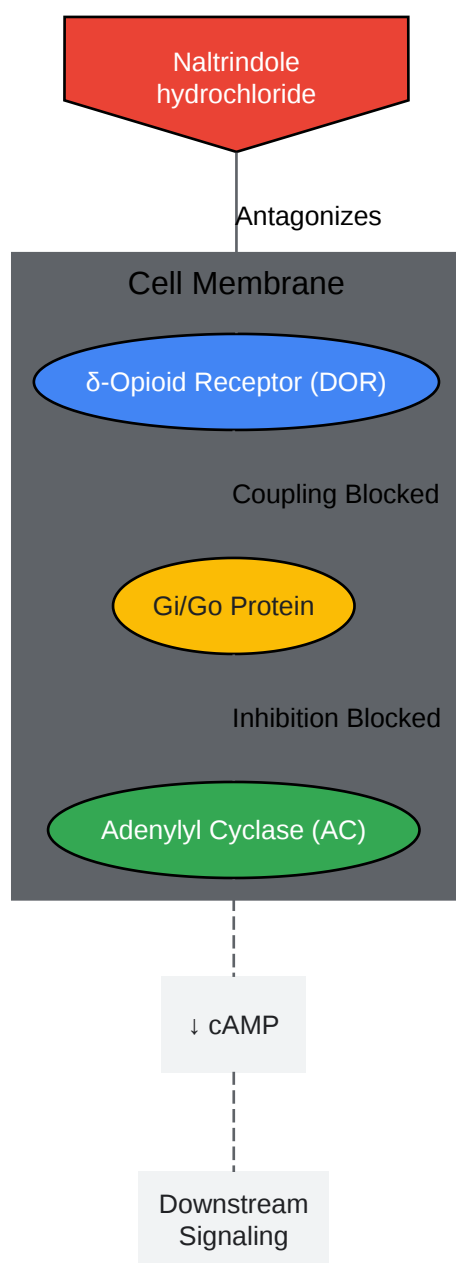 Naltrindole
hydrochloride
Antagonizes
Cell Membrane
δ-Opioid Receptor (DOR)
Coupling Blocked
Gi/Go Protein
Inhibition Blocked
Adenylyl Cyclase (AC)
↓ cAMP
Downstream
Signaling